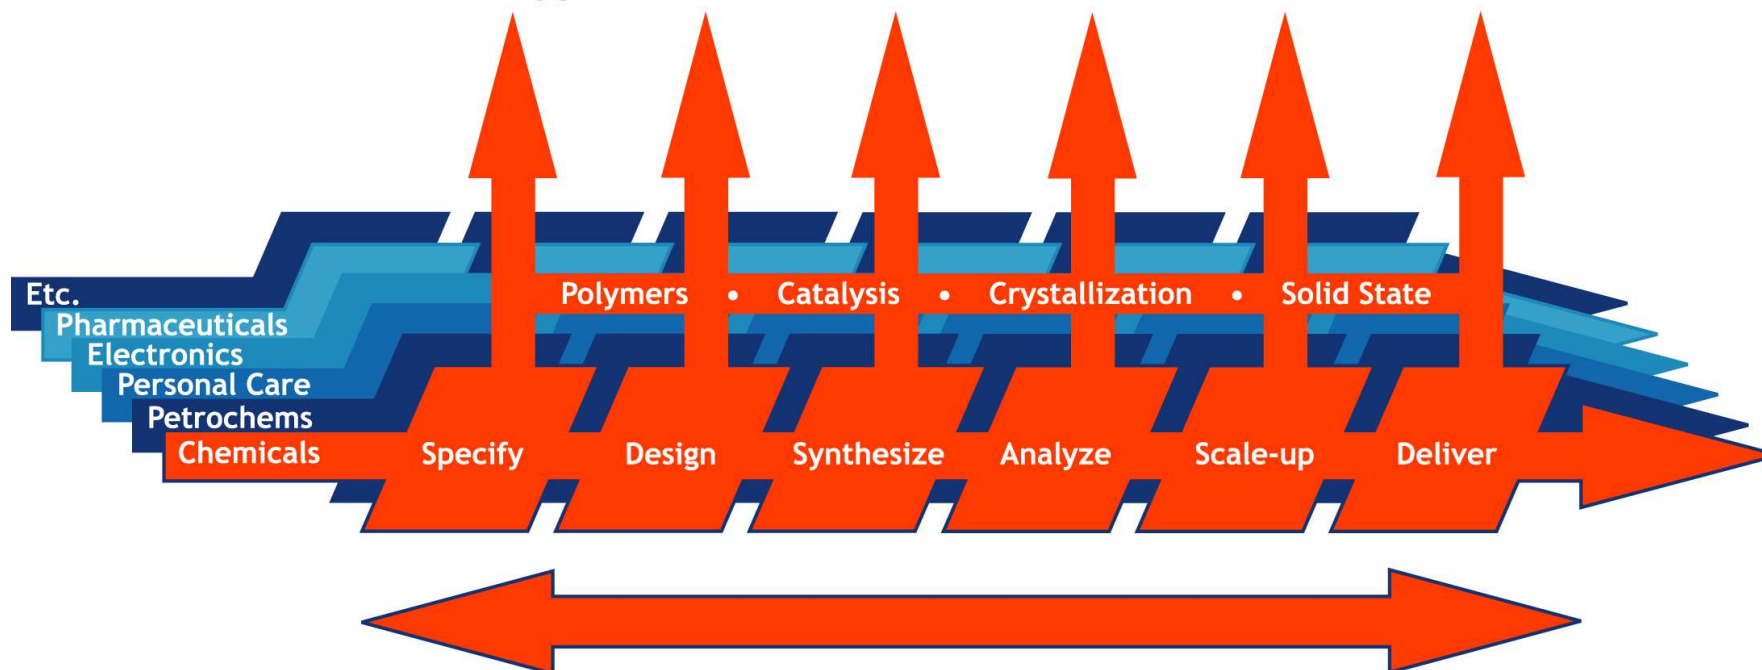 Etc.
Polymers • Catalysis • Crystallization • Solid State
Pharmaceuticals
Electronics
Personal Care
Petrochems
Chemicals Specify Design Synthesize Analyze Scale-up Deliver